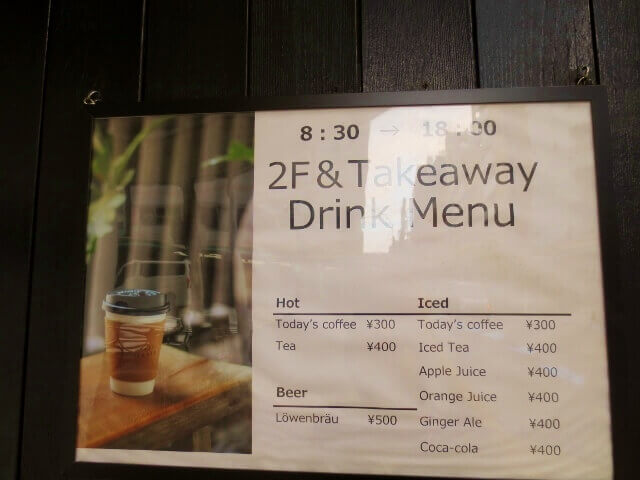 8:30 → 18:00
2F & Takeaway
Drink Menu
Hot
Today's coffee ¥300
Tea ¥400
Beer
Löwenbräu ¥500
Iced
Today's coffee ¥300
Iced Tea ¥400
Apple Juice ¥400
Orange Juice ¥400
Ginger Ale ¥400
Coca-cola ¥400